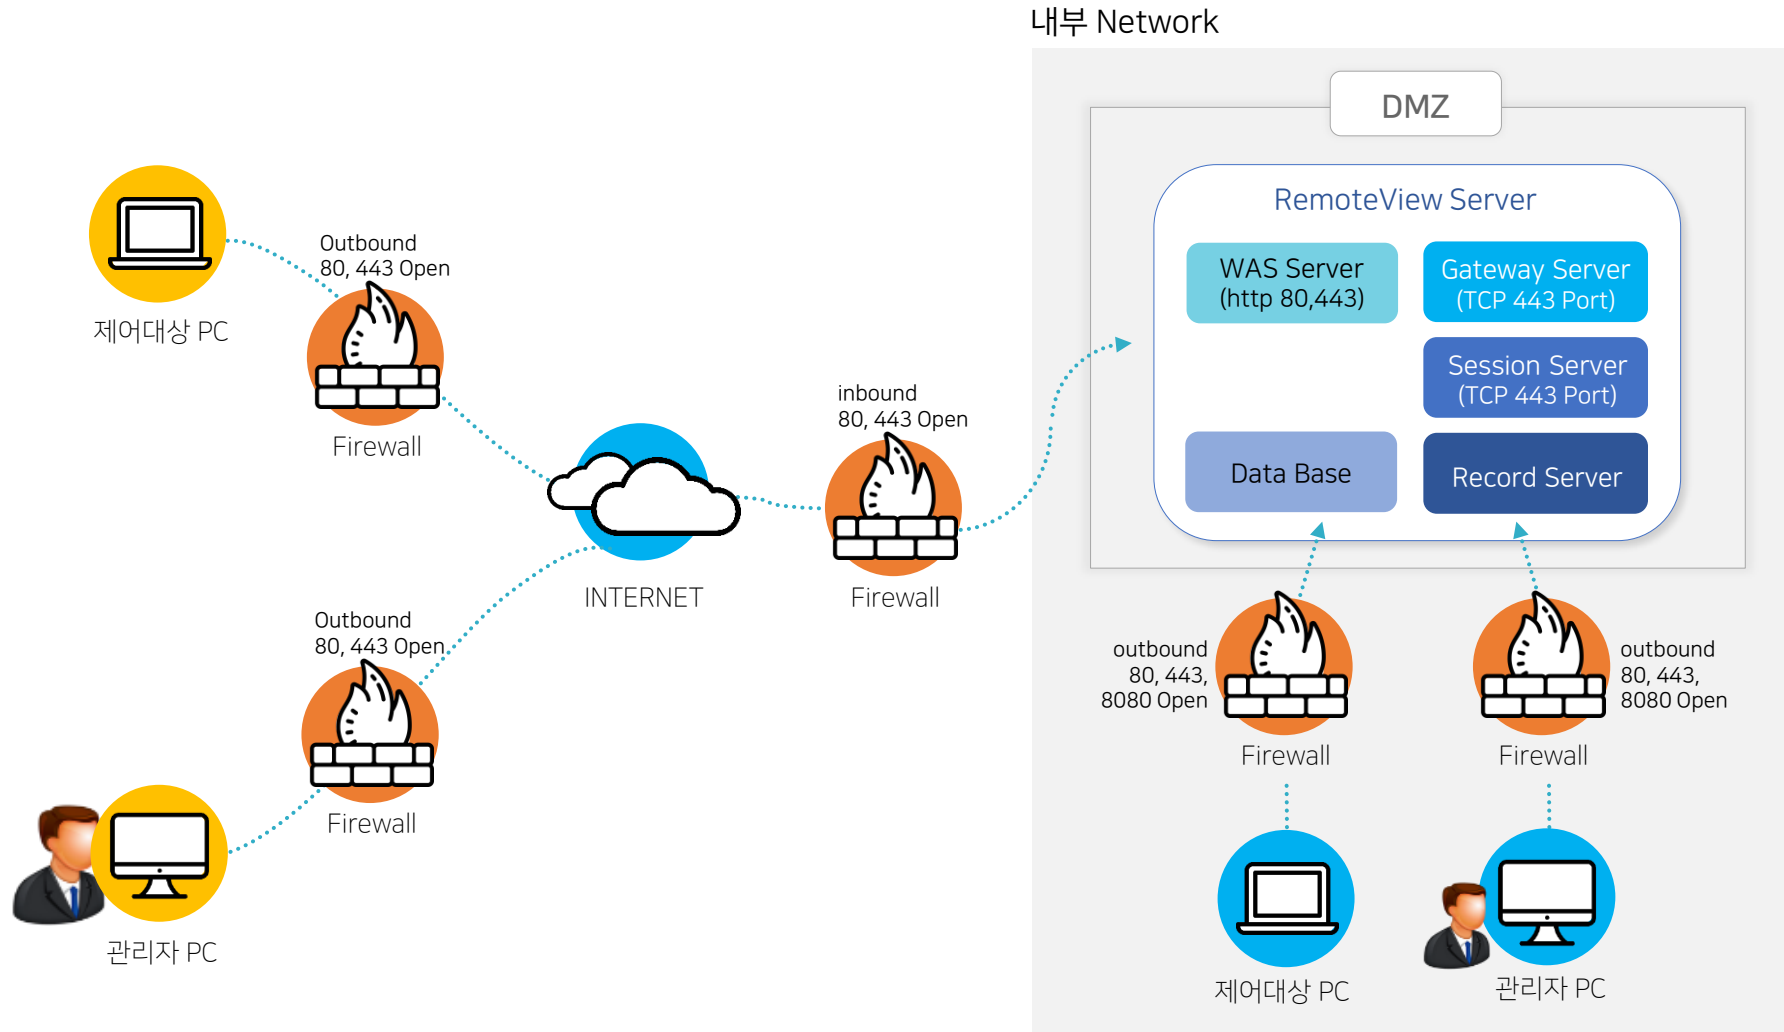 내부 Network
DMZ
RemoteView Server
WAS Server
(http 80,443)
Gateway Server
(TCP 443 Port)
Session Server
(TCP 443 Port)
Data Base
Record Server
제어대상 PC
Outbound
80, 443 Open
Firewall
inbound
80, 443 Open
Firewall
INTERNET
Outbound
80, 443 Open
Firewall
관리자 PC
outbound
80, 443,
8080 Open
Firewall
outbound
80, 443,
8080 Open
Firewall
제어대상 PC
관리자 PC